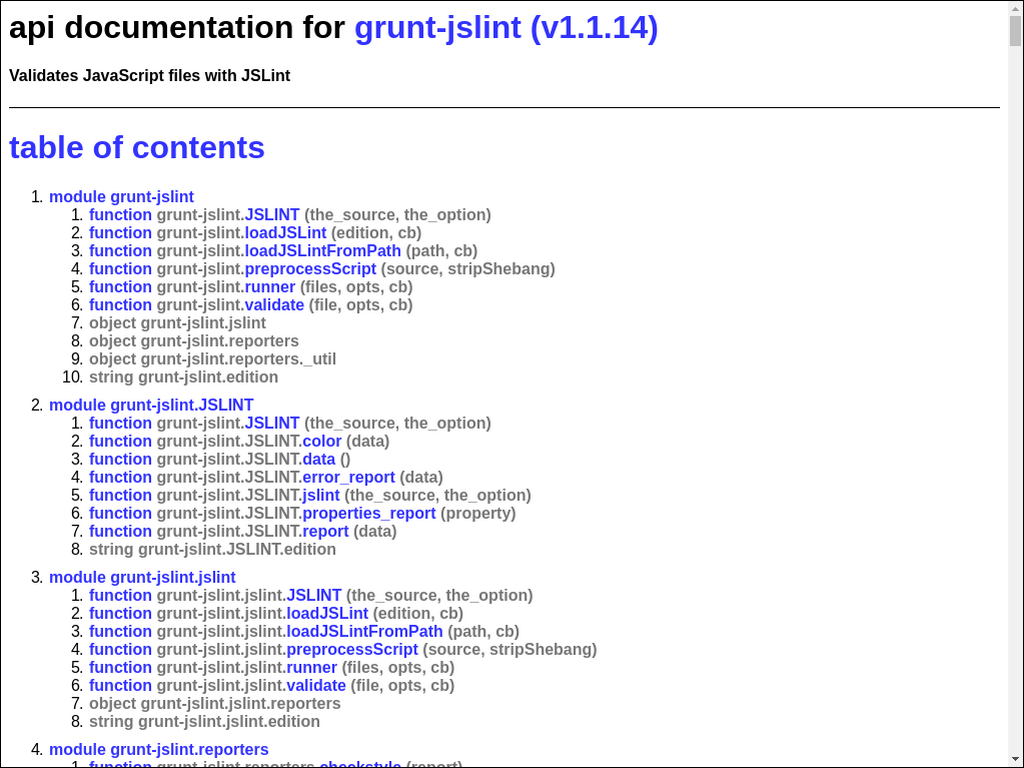 api documentation for grunt-jslint (v1.1.14)
Validates JavaScript files with JSLint
table of contents
1. module grunt-jslint
1. function grunt-jslint.JSLINT (the_source, the_option)
2. function grunt-jslint.loadJSLint (edition, cb)
3. function grunt-jslint.loadJSLintFromPath (path, cb)
4. function grunt-jslint.preprocessScript (source, stripShebang)
5. function grunt-jslint.runner (files, opts, cb)
6. function grunt-jslint.validate (file, opts, cb)
7. object grunt-jslint.jslint
8. object grunt-jslint.reporters
9. object grunt-jslint.reporters._util
10. string grunt-jslint.edition
2. module grunt-jslint.JSLINT
1. function grunt-jslint.JSLINT (the_source, the_option)
2. function grunt-jslint.JSLINT.color (data)
3. function grunt-jslint.JSLINT.data ()
4. function grunt-jslint.JSLINT.error_report (data)
5. function grunt-jslint.JSLINT.jslint (the_source, the_option)
6. function grunt-jslint.JSLINT.properties_report (property)
7. function grunt-jslint.JSLINT.report (data)
8. string grunt-jslint.JSLINT.edition
3. module grunt-jslint.jslint
1. function grunt-jslint.jslint.JSLINT (the_source, the_option)
2. function grunt-jslint.jslint.loadJSLint (edition, cb)
3. function grunt-jslint.jslint.loadJSLintFromPath (path, cb)
4. function grunt-jslint.jslint.preprocessScript (source, stripShebang)
5. function grunt-jslint.jslint.runner (files, opts, cb)
6. function grunt-jslint.jslint.validate (file, opts, cb)
7. object grunt-jslint.jslint.reporters
8. string grunt-jslint.jslint.edition
4. module grunt-jslint.reporters
1. function grunt-jslint.reporters.checkstyle (report)